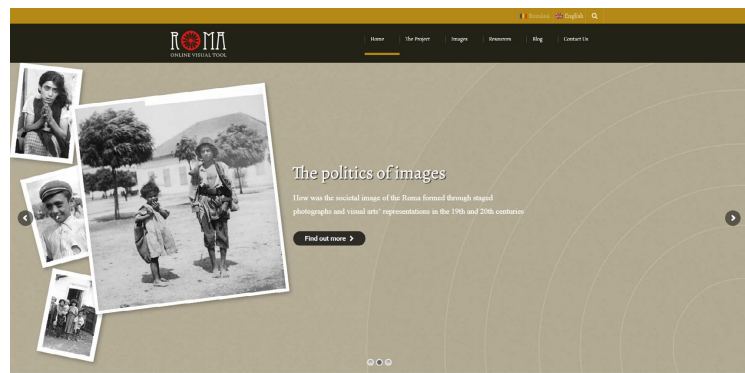 Română English
ROMA
ONLINE VISUAL TOOL
Home The Project Images Resources Blog Contact Us
The politics of images
How was the societal image of the Roma formed through staged
photographs and visual arts' representations in the 19th and 20th centuries
Find out more